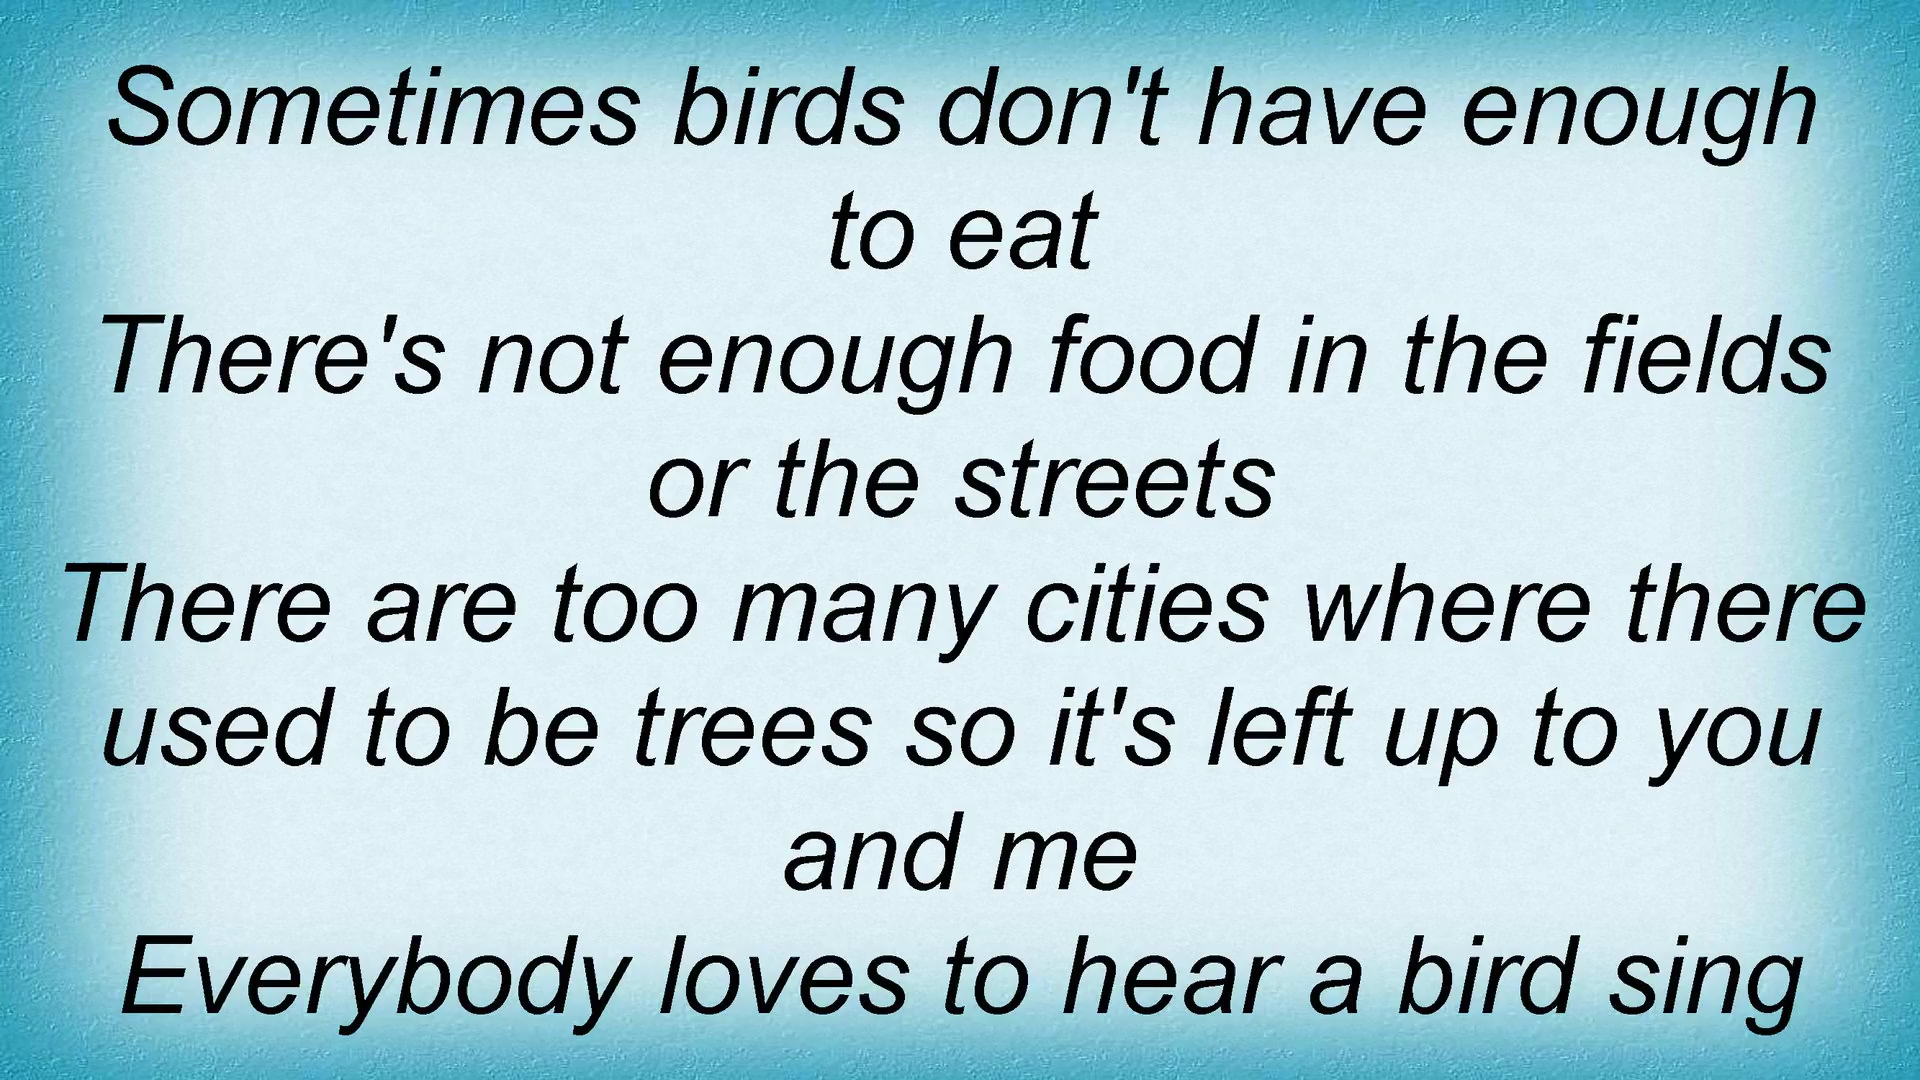 Sometimes birds don't have enough
to eat
There's not enough food in the fields
or the streets
There are too many cities where there
used to be trees so it's left up to you
and me
Everybody loves to hear a bird sing